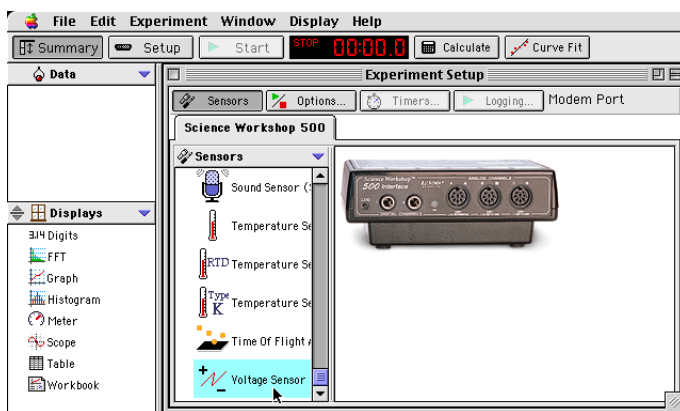 File Edit Experiment Window Display Help
Summary Setup Start STOP 00:00.0 Calculate Curve Fit
Data
Experiment Setup
Sensors Options... Timers... Logging... Modem Port
Science Workshop 500
Sensors
Sound Sensor (
Temperature Se
RTD Temperature Se
Type K Temperature Se
Time Of Flight
Voltage Sensor
Displays
3.14 Digits
FFT
Graph
Histogram
Meter
Scope
Table
Workbook
Science Workshop™
500 Interface
ANALOG CHANNELS
DIGITAL CHANNELS